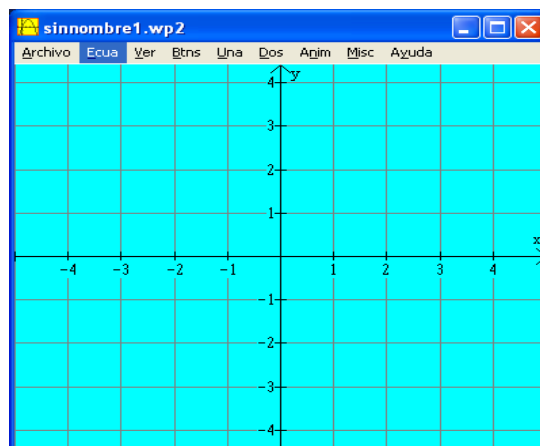 sinnombre1.wp2
Archivo Ecua Ver Btns Una Dos Anim Misc Ayuda
4 y
3
2
1
x
-4 -3 -2 -1 1 2 3 4
-1
-2
-3
-4